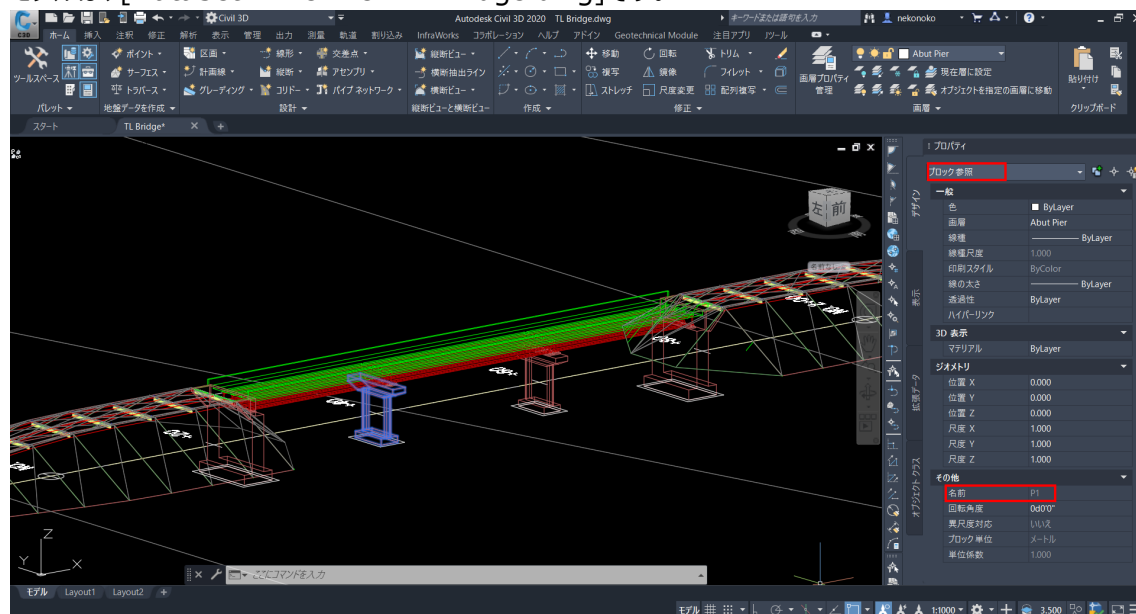 Civil 3D
Autodesk Civil 3D 2020 TL Bridge.dwg
キーワードまたは語句を入力
nekonoko
C3D
ホーム 挿入 注釈 修正 解析 表示 管理 出力 測量 軌道 割り込み InfraWorks コラボレーション ヘルプ アドイン Geotechnical Module 注目アプリ Jツール
ツールスペース
ポイント
サーフェス
トラバース
区画
計画線
グレーディング
線形
縦断
コリドー
交差点
アセンブリ
パイプ ネットワーク
縦断ビュー
横断抽出ライン
横断ビュー
移動
複写
ストレッチ
回転
鏡像
尺度変更
トリム
フィレット
配列複写
画層プロパティ管理
Abut Pier
現在層に設定
オブジェクトを指定の画層に移動
貼り付け
パレット
地盤データを作成
設計
縦断ビューと横断ビュー
作成
修正
画層
クリップボード
スタート
TL Bridge*
左 前
プロパティ
ブロック参照
デザイン
表示
拡張データ
オブジェクト クラス
一般
色 ByLayer
画層 Abut Pier
線種 ByLayer
線種尺度 1.000
印刷スタイル ByColor
線の太さ ByLayer
透過性 ByLayer
ハイパーリンク
3D 表示
マテリアル ByLayer
ジオメトリ
位置 X 0.000
位置 Y 0.000
位置 Z 0.000
尺度 X 1.000
尺度 Y 1.000
尺度 Z 1.000
その他
名前 P1
回転角度 0d0'0"
異尺度対応 いいえ
ブロック単位 メートル
単位係数 1.000
Z
Y
X
ここにコマンドを入力
モデル Layout1 Layout2
モデル
1:1000
3.500